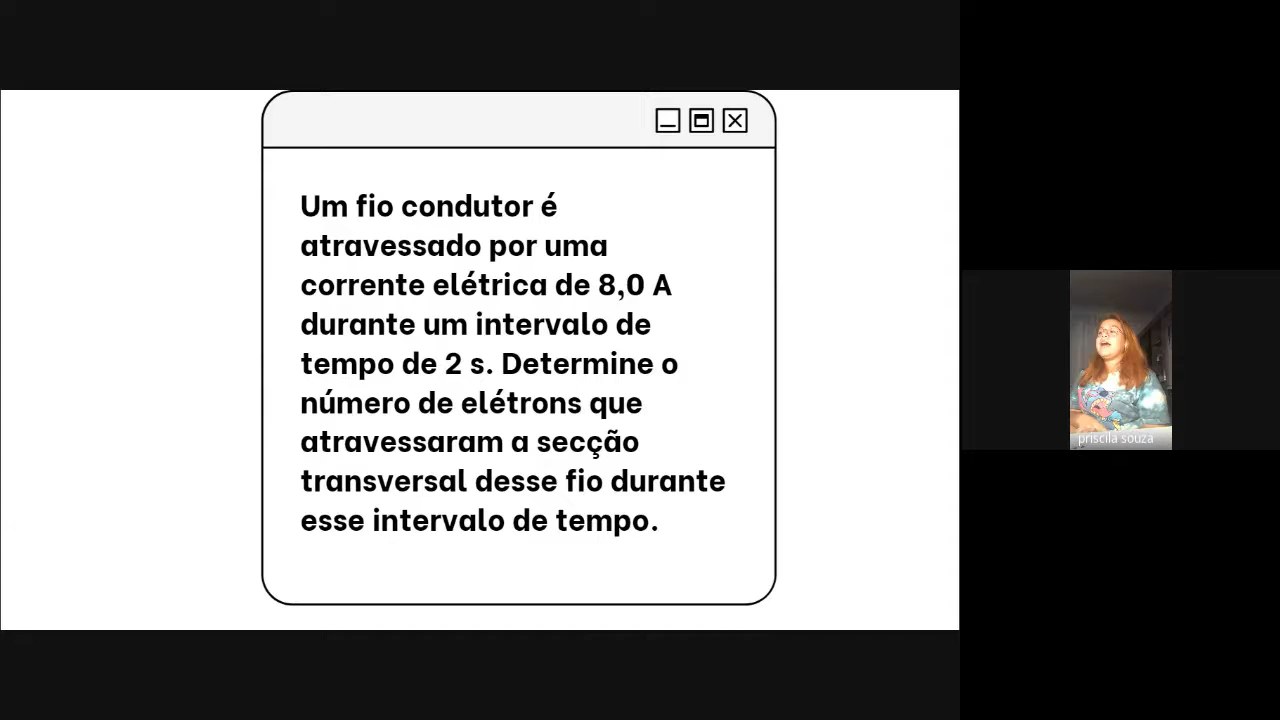 Um fio condutor é
atravessado por uma
corrente elétrica de 8,0 A
durante um intervalo de
tempo de 2 s. Determine o
número de elétrons que
atravessaram a secção
transversal desse fio durante
esse intervalo de tempo.
priscila souza